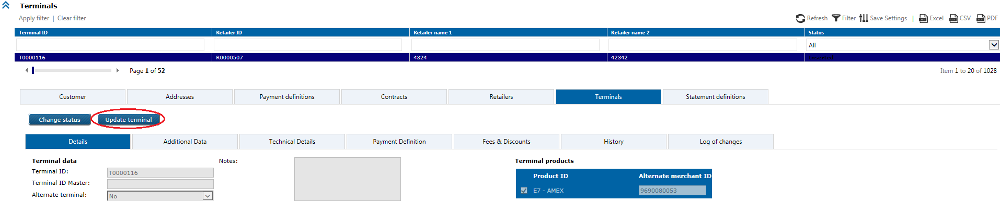 Terminals
Apply filter | Clear filter
Refresh Filter Save Settings | Excel CSV PDF
Terminal ID Retailer ID Retailer name 1 Retailer name 2 Status
All
T0000116 R0000507 4324 42342 Inserted
Page 1 of 52
Item 1 to 20 of 1028
Customer Addresses Payment definitions Contracts Retailers Terminals Statement definitions
Change status Update terminal
Details Additional Data Technical Details Payment Definition Fees & Discounts History Log of changes
Terminal data Notes: Terminal products
Terminal ID: T0000116
Product ID Alternate merchant ID
Terminal ID Master:
E7 - AMEX 9690080053
Alternate terminal: No